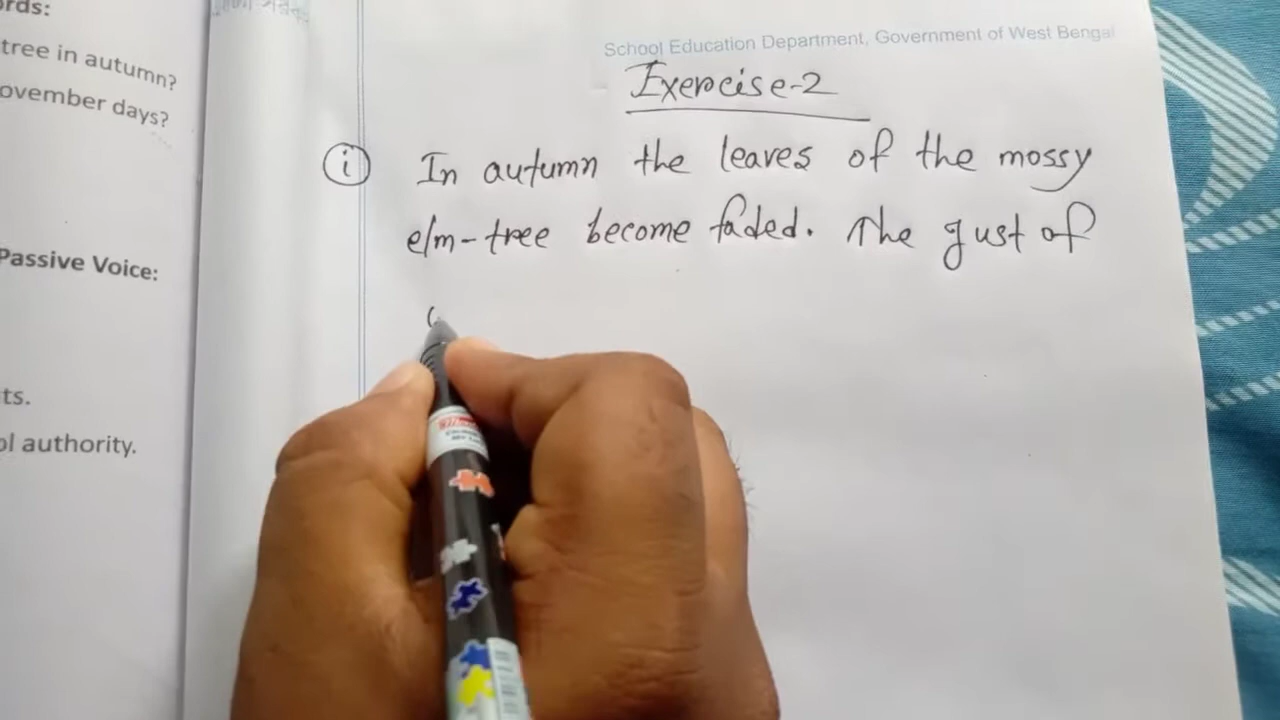 ords:
tree in autumn?
ovember days?
Passive Voice:
ts.
ol authority.
School Education Department, Government of West Bengal
Exercise-2
i In autumn the leaves of the mossy
elm-tree become faded. The gust of